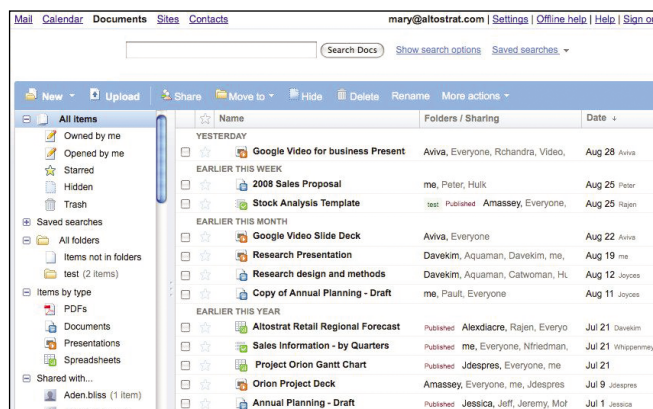 Mail Calendar Documents Sites Contacts mary@altostrat.com | Settings | Offline help | Help | Sign
Search Docs Show search options Saved searches
New Upload Share Move to Hide Delete Rename More actions
All items
Owned by me
Opened by me
Starred
Hidden
Trash
Saved searches
All folders
Items not in folders
test (2 items)
Items by type
PDFs
Documents
Presentations
Spreadsheets
Shared with...
Aden.bliss (1 item)
Name Folders / Sharing Date
YESTERDAY
Google Video for business Present Aviva, Everyone, Rchandra, Video, Aug 28 Aviva
EARLIER THIS WEEK
2008 Sales Proposal me, Peter, Hulk Aug 25 Peter
Stock Analysis Template test Published Amassey, Everyone, Aug 25 Rajen
EARLIER THIS MONTH
Google Video Slide Deck Aviva, Everyone Aug 22 Aviva
Research Presentation Davekim, Aquaman, Davekim, me, Aug 19 me
Research design and methods Davekim, Aquaman, Catwoman, Aug 12 Joyces
Copy of Annual Planning - Draft me, Pault, Everyone Aug 11 Joyces
EARLIER THIS YEAR
Altostrat Retail Regional Forecast Published Alexdiacre, Rajen, Everyo Jul 21 Davekim
Sales Information - by Quarters Published me, Everyone, Nfriedman, Jul 21 Whippenmey
Project Orion Gantt Chart Published Jdespres, Everyone, me Jul 21
Orion Project Deck Amassey, Everyone, me, Jdespres Jul 9 Jdespres
Annual Planning - Draft Published Jessica, Jeff, Jeremy, Jul 1 Jessica